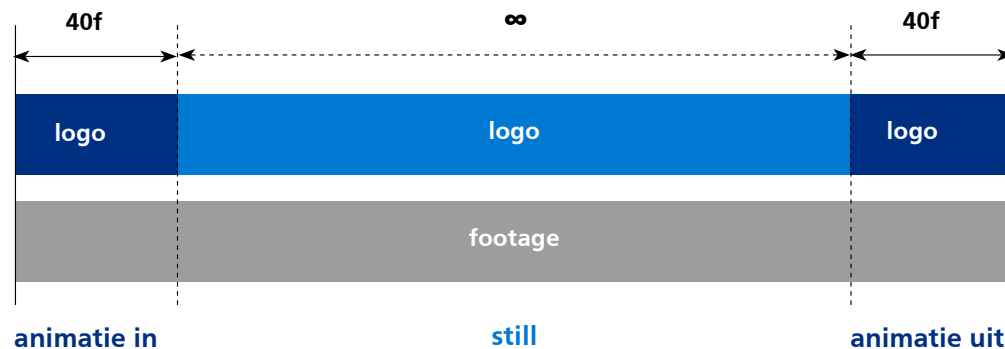 40f ∞ 40f
logo logo logo
footage
animatie in still animatie uit